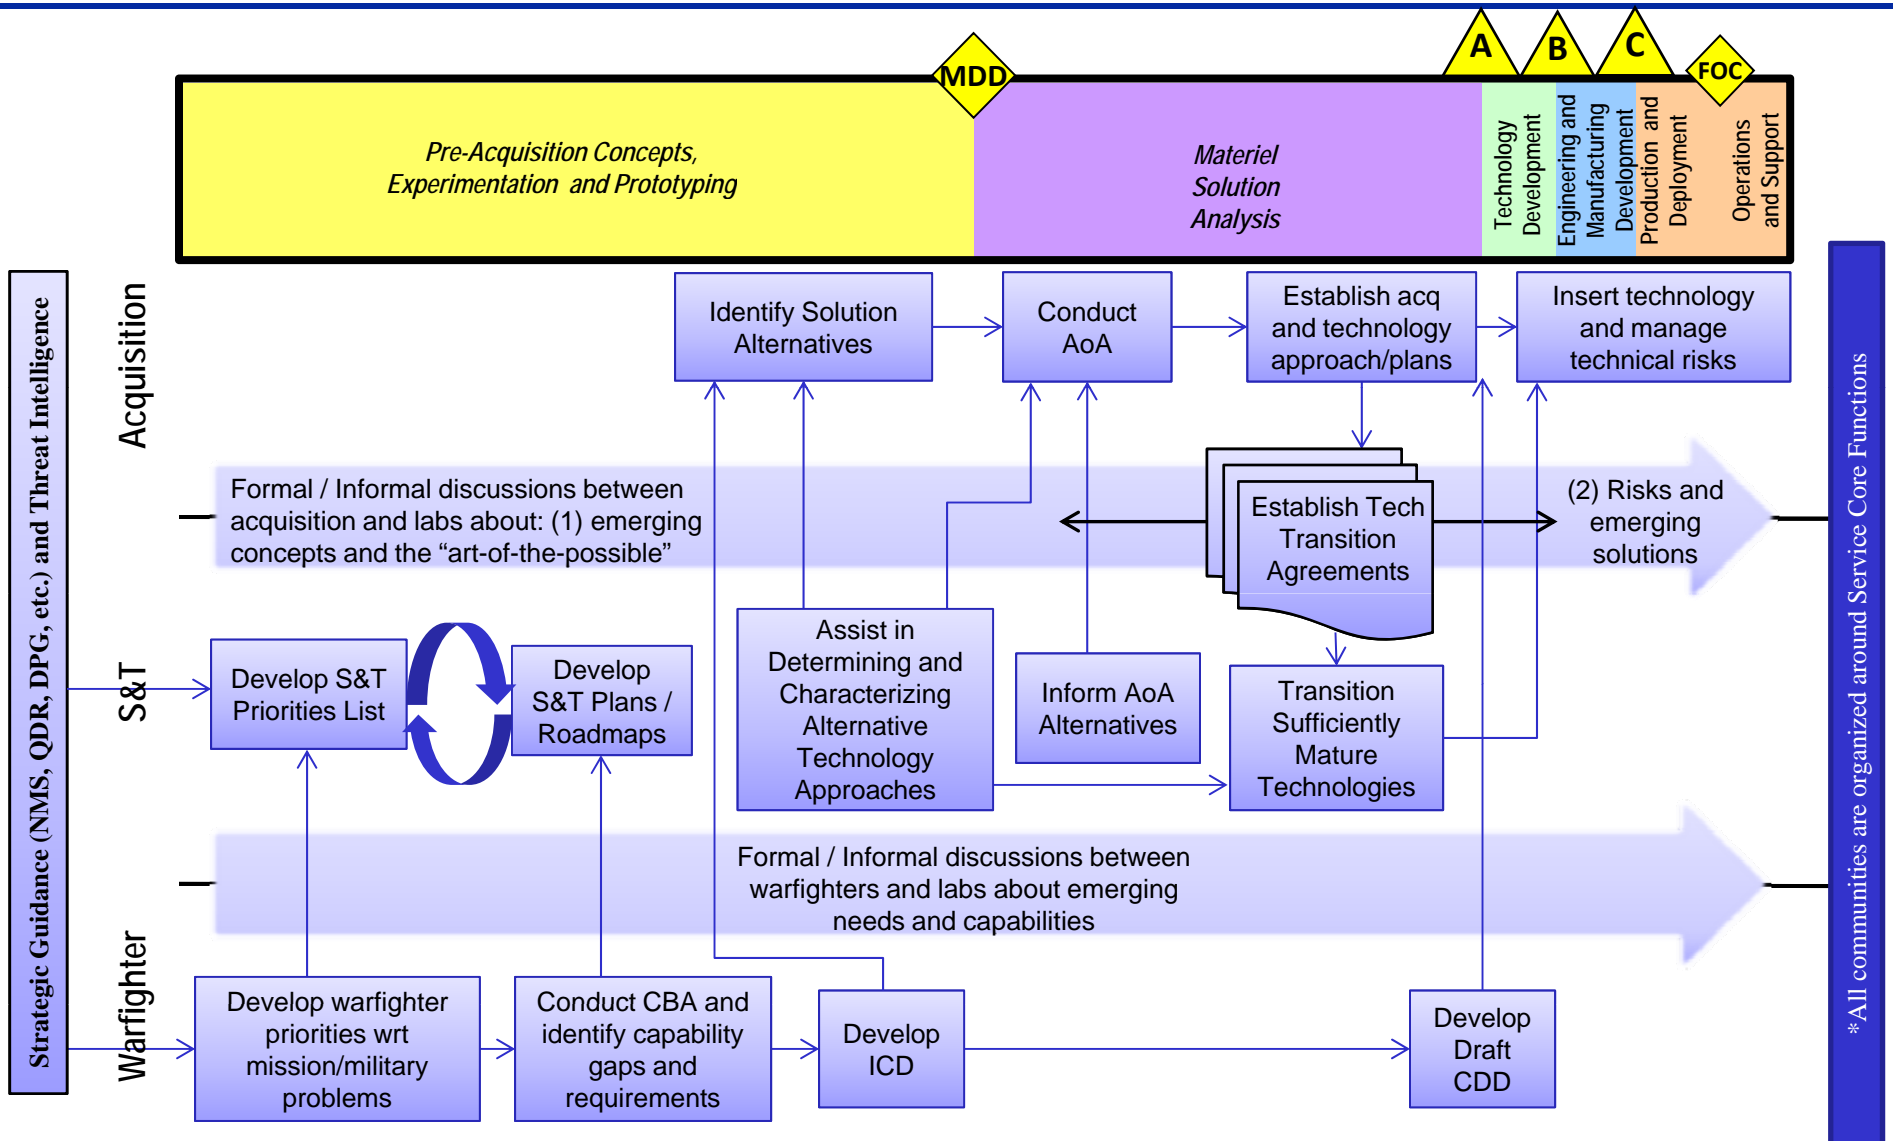 A
B
C
MDD
FOC
Pre-Acquisition Concepts,
Experimentation and Prototyping
Materiel
Solution
Analysis
Technology
Development
Engineering and
Manufacturing
Development
Production and
Deployment
Operations
and Support
Strategic Guidance (NMS, QDR, DPG, etc.) and Threat Intelligence
Acquisition
Identify Solution
Alternatives
Conduct
AoA
Establish acq
and technology
approach/plans
Insert technology
and manage
technical risks
Formal / Informal discussions between
acquisition and labs about: (1) emerging
concepts and the “art-of-the-possible”
Establish Tech
Transition
Agreements
(2) Risks and
emerging
solutions
S&T
Develop S&T
Priorities List
Develop
S&T Plans /
Roadmaps
Assist in
Determining and
Characterizing
Alternative
Technology
Approaches
Inform AoA
Alternatives
Transition
Sufficiently
Mature
Technologies
Formal / Informal discussions between
warfighters and labs about emerging
needs and capabilities
Warfighter
Develop warfighter
priorities wrt
mission/military
problems
Conduct CBA and
identify capability
gaps and
requirements
Develop
ICD
Develop
Draft
CDD
*All communities are organized around Service Core Functions